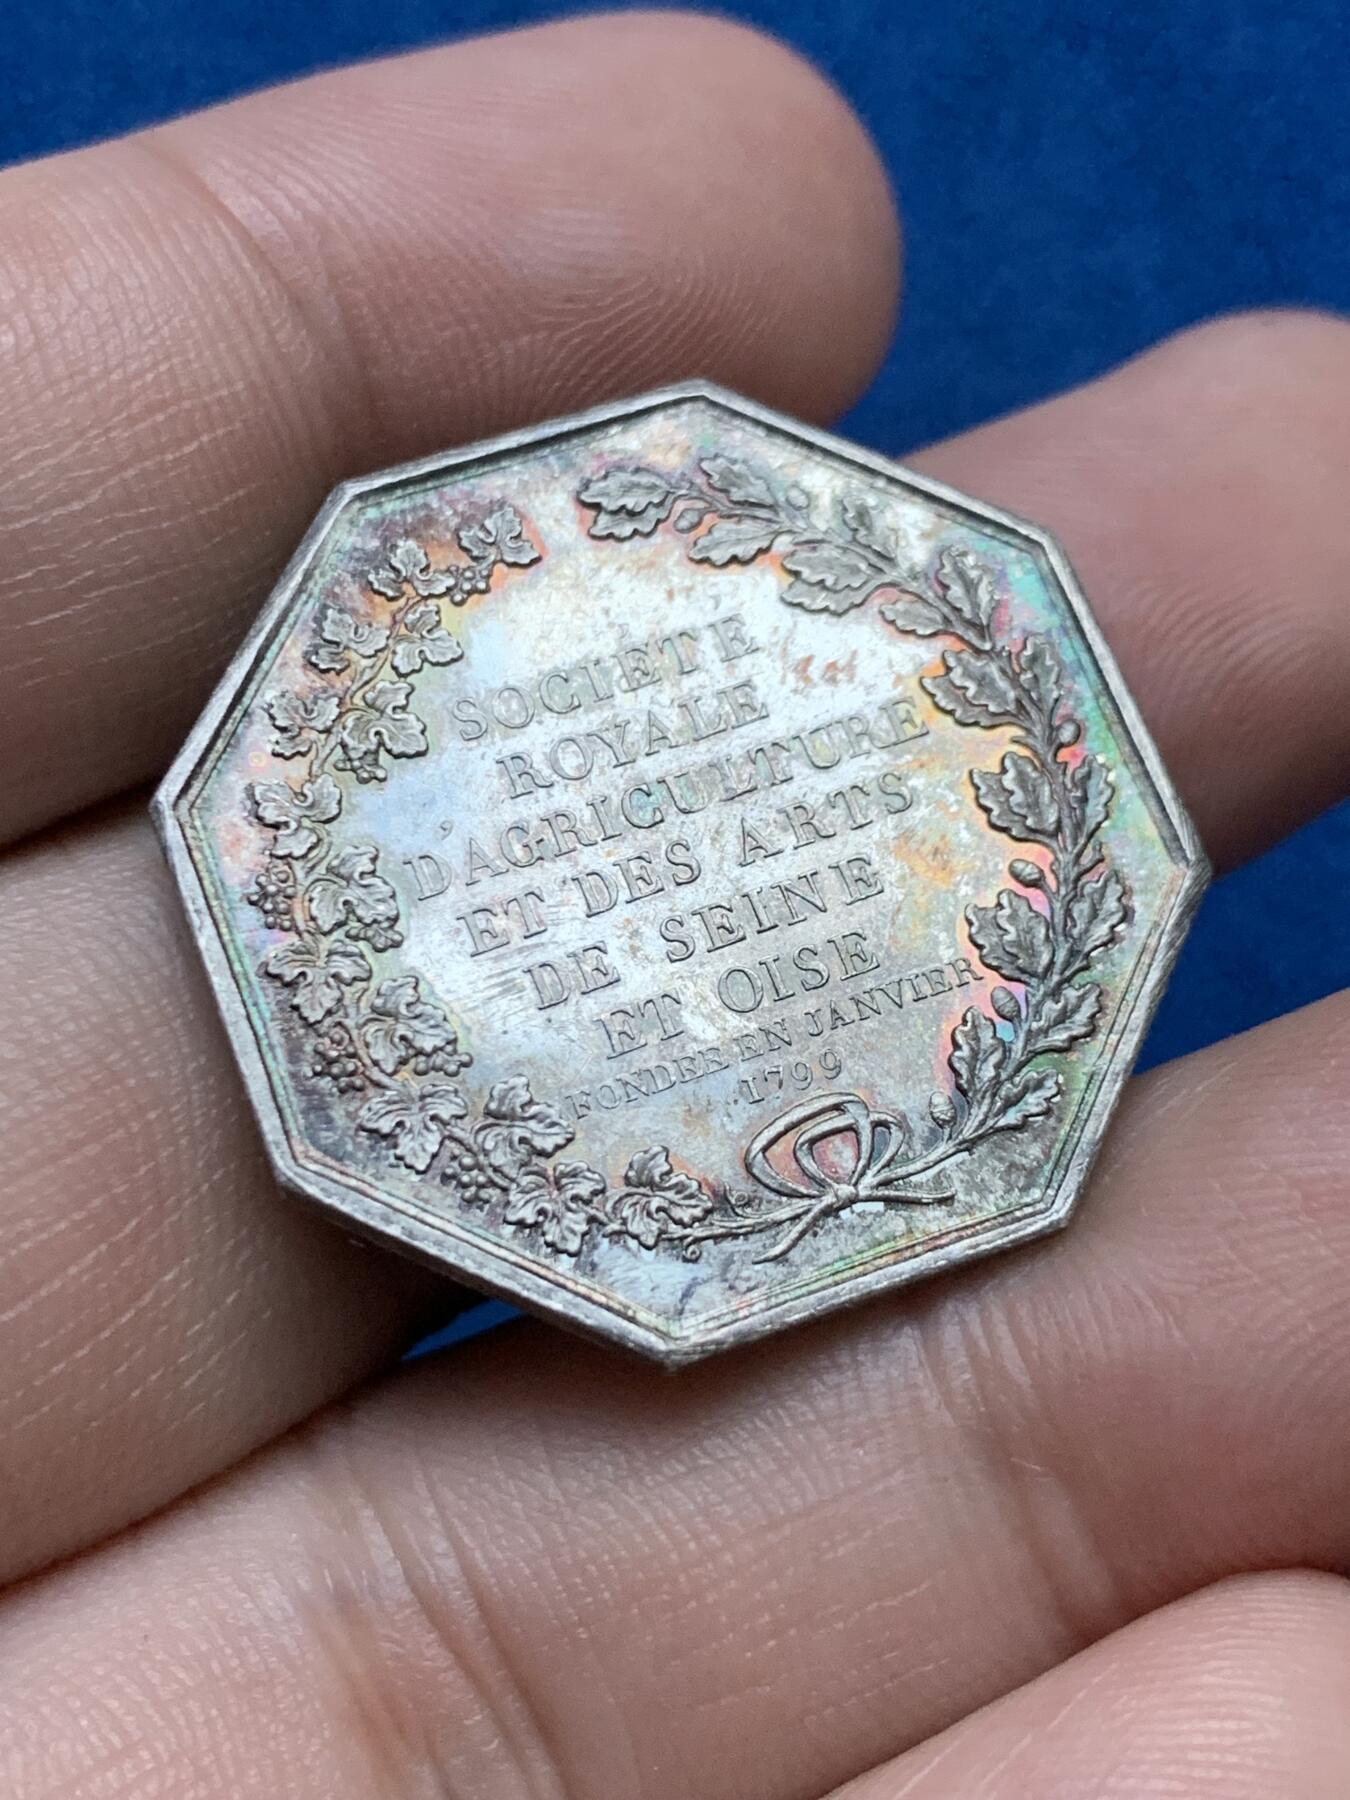 SOCIÉTÉ
ROYALE
D'AGRICULTURE
ET DES ARTS
DE SEINE
ET OISE
FONDÉE EN JANVIER
1799